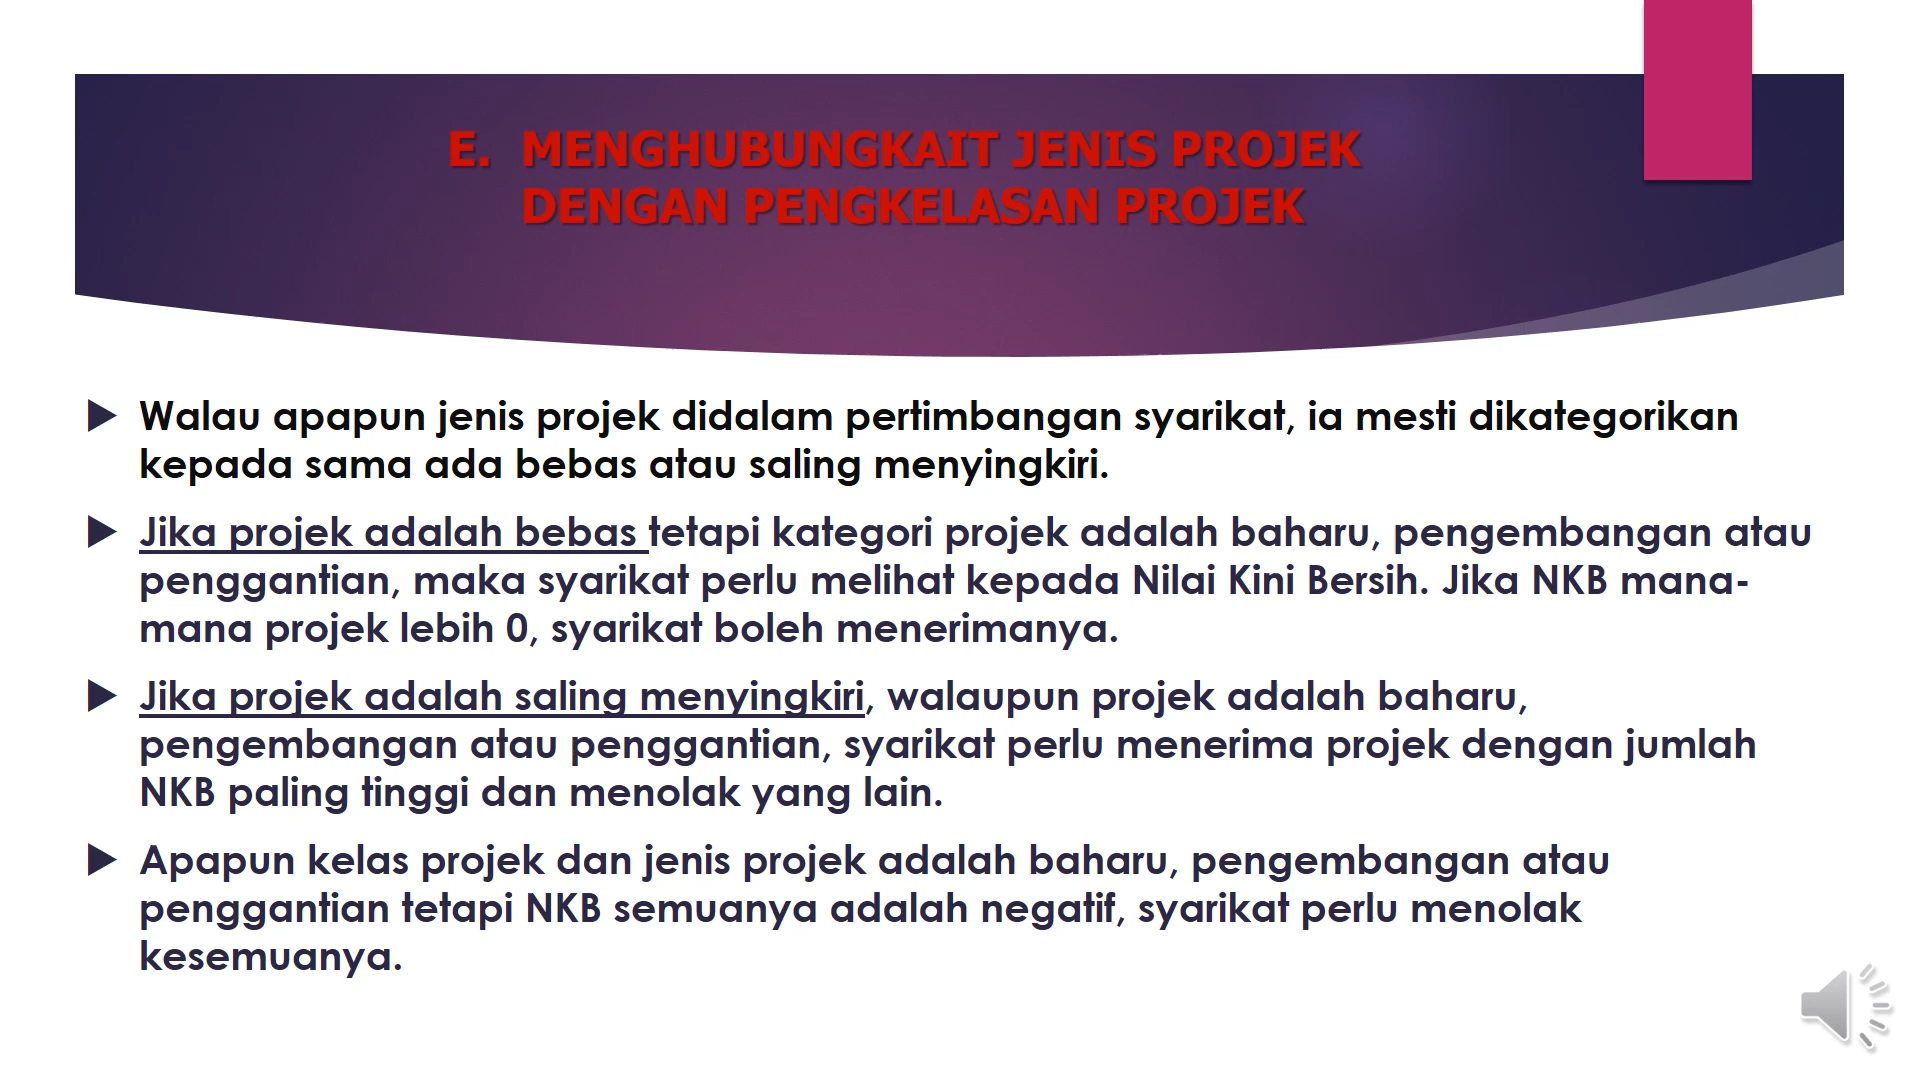 E. MENGHUBUNGKAIT JENIS PROJEK
DENGAN PENGKELASAN PROJEK
Walau apapun jenis projek didalam pertimbangan syarikat, ia mesti dikategorikan
kepada sama ada bebas atau saling menyingkiri.
Jika projek adalah bebas tetapi kategori projek adalah baharu, pengembangan atau
penggantian, maka syarikat perlu melihat kepada Nilai Kini Bersih. Jika NKB mana-
mana projek lebih 0, syarikat boleh menerimanya.
Jika projek adalah saling menyingkiri, walaupun projek adalah baharu,
pengembangan atau penggantian, syarikat perlu menerima projek dengan jumlah
NKB paling tinggi dan menolak yang lain.
Apapun kelas projek dan jenis projek adalah baharu, pengembangan atau
penggantian tetapi NKB semuanya adalah negatif, syarikat perlu menolak
kesemuanya.